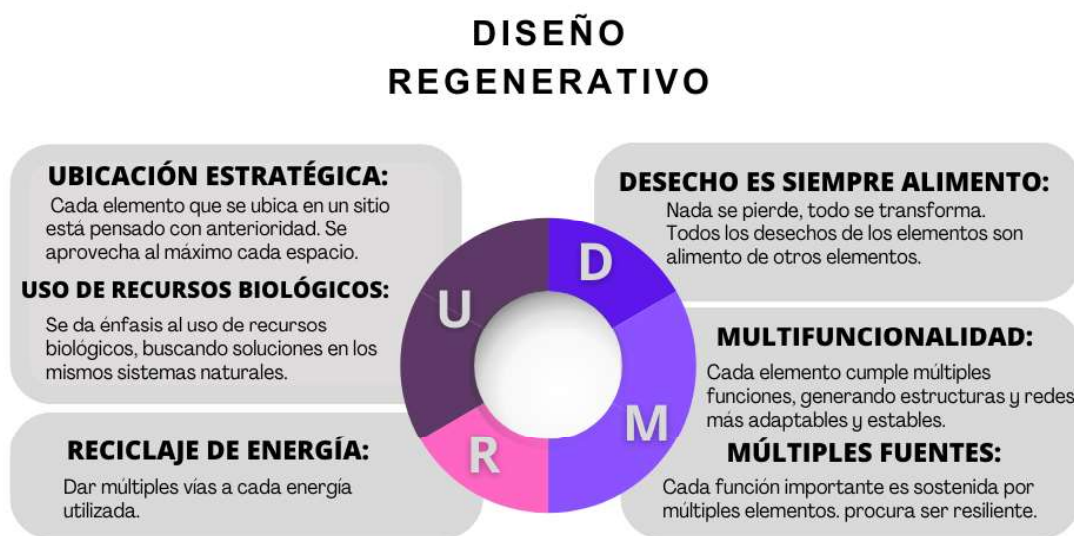 DISEÑO
REGENERATIVO
UBICACIÓN ESTRATÉGICA:
Cada elemento que se ubica en un sitio
está pensado con anterioridad. Se
aprovecha al máximo cada espacio.
USO DE RECURSOS BIOLÓGICOS:
Se da énfasis al uso de recursos
biológicos, buscando soluciones en los
mismos sistemas naturales.
RECICLAJE DE ENERGÍA:
Dar múltiples vías a cada energía
utilizada.
U
D
R
M
DESECHO ES SIEMPRE ALIMENTO:
Nada se pierde, todo se transforma.
Todos los desechos de los elementos son
alimento de otros elementos.
MULTIFUNCIONALIDAD:
Cada elemento cumple múltiples
funciones, generando estructuras y redes
más adaptables y estables.
MÚLTIPLES FUENTES:
Cada función importante es sostenida por
múltiples elementos. procura ser resiliente.